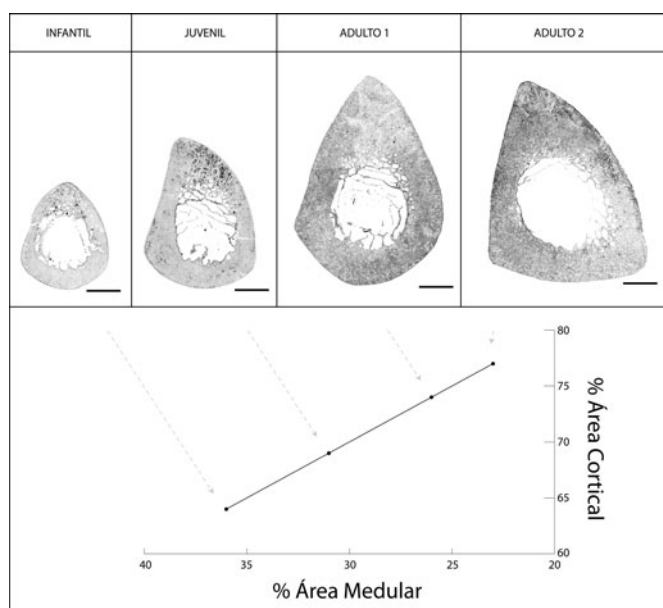 INFANTIL
JUVENIL
ADULTO 1
ADULTO 2
80
75
70
65
60
% Área Cortical
40
35
30
25
20
% Área Medular